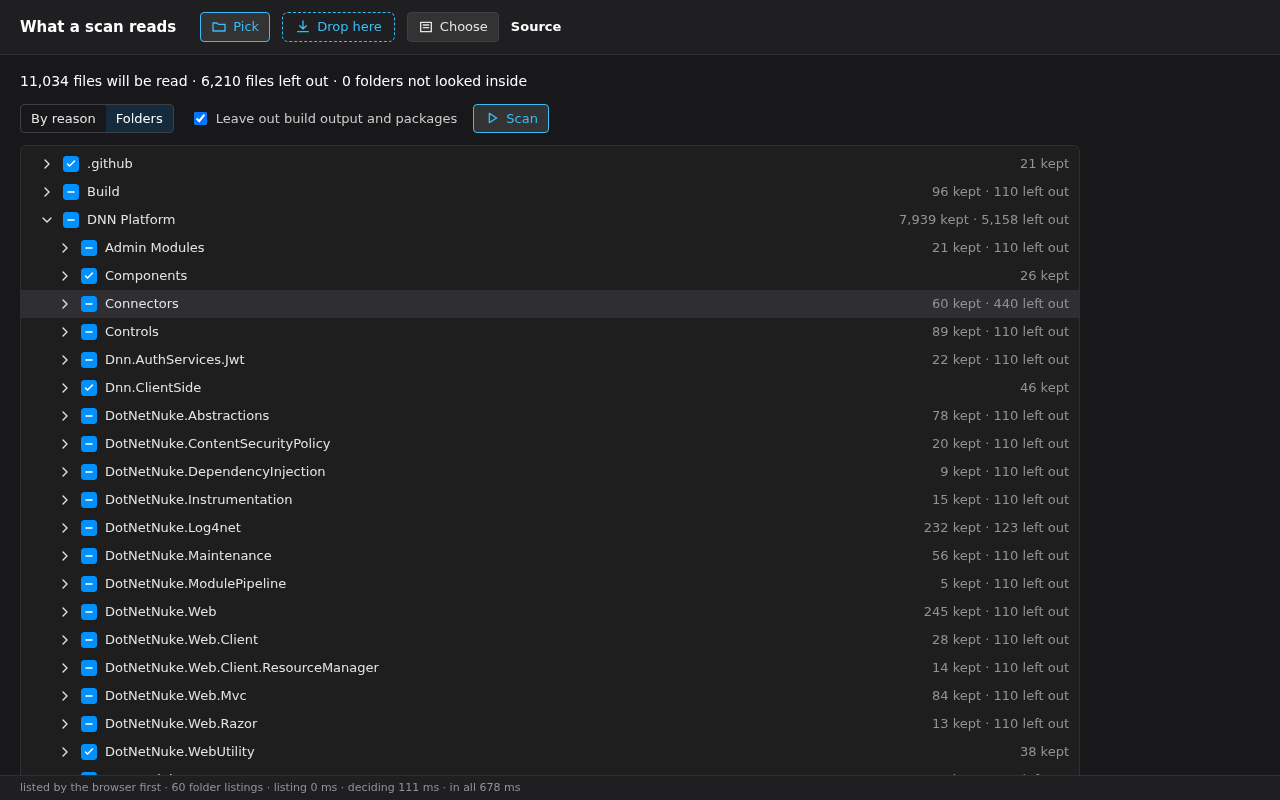 What a scan reads Pick Drop here Choose Source
11,034 files will be read · 6,210 files left out · 0 folders not looked inside
By reason Folders Leave out build output and packages Scan
.github 21 kept
Build 96 kept · 110 left out
DNN Platform 7,939 kept · 5,158 left out
Admin Modules 21 kept · 110 left out
Components 26 kept
Connectors 60 kept · 440 left out
Controls 89 kept · 110 left out
Dnn.AuthServices.Jwt 22 kept · 110 left out
Dnn.ClientSide 46 kept
DotNetNuke.Abstractions 78 kept · 110 left out
DotNetNuke.ContentSecurityPolicy 20 kept · 110 left out
DotNetNuke.DependencyInjection 9 kept · 110 left out
DotNetNuke.Instrumentation 15 kept · 110 left out
DotNetNuke.Log4net 232 kept · 123 left out
DotNetNuke.Maintenance 56 kept · 110 left out
DotNetNuke.ModulePipeline 5 kept · 110 left out
DotNetNuke.Web 245 kept · 110 left out
DotNetNuke.Web.Client 28 kept · 110 left out
DotNetNuke.Web.Client.ResourceManager 14 kept · 110 left out
DotNetNuke.Web.Mvc 84 kept · 110 left out
DotNetNuke.Web.Razor 13 kept · 110 left out
DotNetNuke.WebUtility 38 kept
listed by the browser first · 60 folder listings · listing 0 ms · deciding 111 ms · in all 678 ms